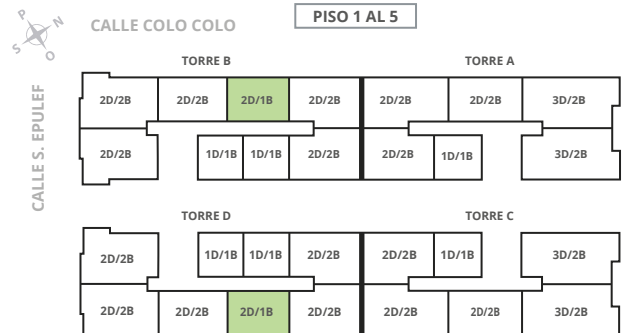 PISO 1 AL 5
P
N
S
O
CALLE COLO COLO
CALLE S. EPULEF
TORRE B
TORRE A
2D/2B 2D/2B 2D/1B 2D/2B 2D/2B 2D/2B 3D/2B
2D/2B 1D/1B 1D/1B 2D/2B 2D/2B 1D/1B 3D/2B
TORRE D
TORRE C
2D/2B 1D/1B 1D/1B 2D/2B 2D/2B 1D/1B 3D/2B
2D/2B 2D/2B 2D/1B 2D/2B 2D/2B 2D/2B 3D/2B